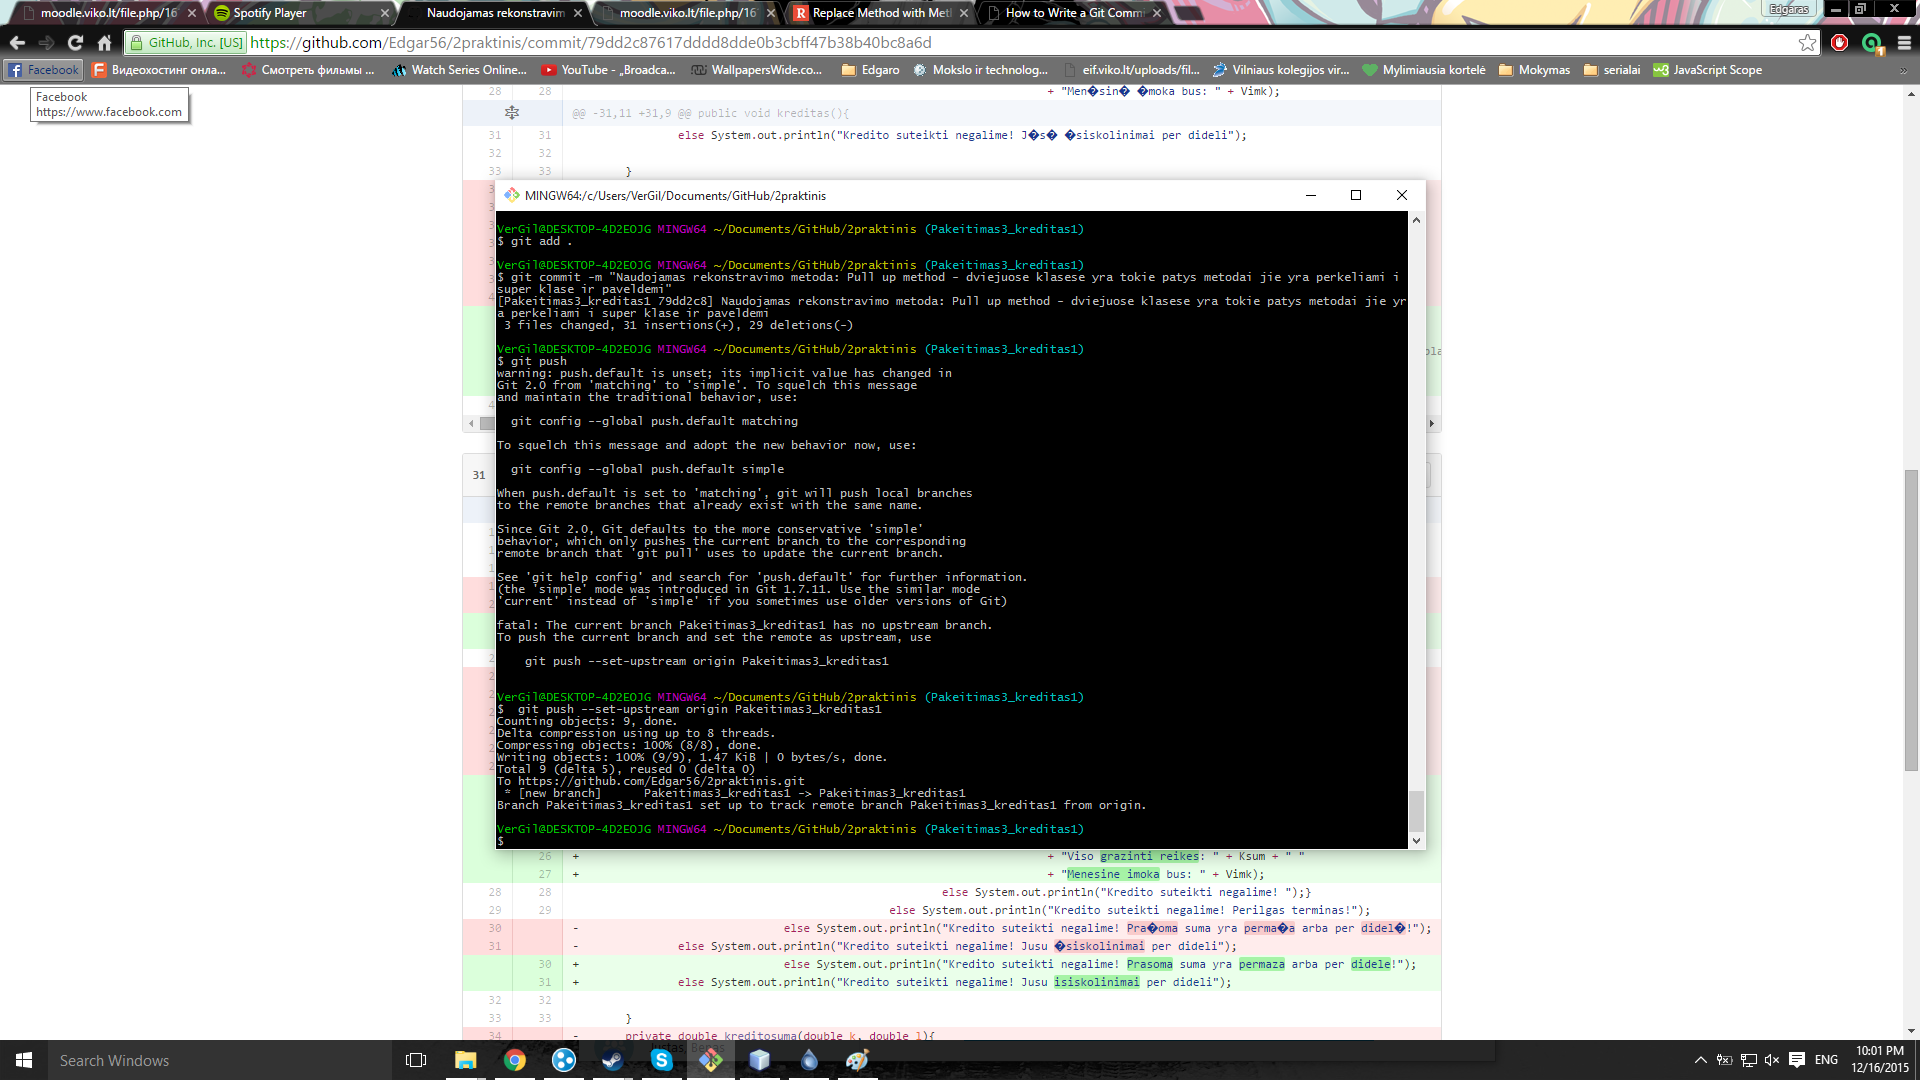 moodle.viko.lt/file.php/16
Spotify Player
Naudojamas rekonstravim
moodle.viko.lt/file.php/16
Replace Method with Met
How to Write a Git Commi
Edgaras
GitHub, Inc. [US]
https://github.com/Edgar56/2praktinis/commit/79dd2c87617dddd8dde0b3cbff47b38b40bc8a6d
Facebook
Видеохостинг онла...
Смотреть фильмы ...
Watch Series Online...
YouTube - „Broadca...
WallpapersWide.co...
Edgaro
Mokslo ir technolog...
eif.viko.lt/uploads/fil...
Vilniaus kolegijos vir...
Mylimiausia kortelė
Mokymas
serialai
JavaScript Scope
»
Facebook
https://www.facebook.com
28 28 + "Men�sin� �moka bus: " + Vimk);
@@ -31,11 +31,9 @@ public void kreditas(){
31 31 else System.out.println("Kredito suteikti negalime! J�s� �siskolinimai per dideli");
32 32
33 33 }
MINGW64:/c/Users/VerGil/Documents/GitHub/2praktinis
VerGil@DESKTOP-4D2EOJG MINGW64 ~/Documents/GitHub/2praktinis (Pakeitimas3_kreditas1)
$ git add .
VerGil@DESKTOP-4D2EOJG MINGW64 ~/Documents/GitHub/2praktinis (Pakeitimas3_kreditas1)
$ git commit -m "Naudojamas rekonstravimo metoda: Pull up method - dviejuose klasese yra tokie patys metodai jie yra perkeliami i
super klase ir paveldemi"
[Pakeitimas3_kreditas1 79dd2c8] Naudojamas rekonstravimo metoda: Pull up method - dviejuose klasese yra tokie patys metodai jie yr
a perkeliami i super klase ir paveldemi
3 files changed, 31 insertions(+), 29 deletions(-)
VerGil@DESKTOP-4D2EOJG MINGW64 ~/Documents/GitHub/2praktinis (Pakeitimas3_kreditas1)
$ git push
warning: push.default is unset; its implicit value has changed in
Git 2.0 from 'matching' to 'simple'. To squelch this message
and maintain the traditional behavior, use:
git config --global push.default matching
To squelch this message and adopt the new behavior now, use:
git config --global push.default simple
When push.default is set to 'matching', git will push local branches
to the remote branches that already exist with the same name.
Since Git 2.0, Git defaults to the more conservative 'simple'
behavior, which only pushes the current branch to the corresponding
remote branch that 'git pull' uses to update the current branch.
See 'git help config' and search for 'push.default' for further information.
(the 'simple' mode was introduced in Git 1.7.11. Use the similar mode
'current' instead of 'simple' if you sometimes use older versions of Git)
fatal: The current branch Pakeitimas3_kreditas1 has no upstream branch.
To push the current branch and set the remote as upstream, use
git push --set-upstream origin Pakeitimas3_kreditas1
VerGil@DESKTOP-4D2EOJG MINGW64 ~/Documents/GitHub/2praktinis (Pakeitimas3_kreditas1)
$  git push --set-upstream origin Pakeitimas3_kreditas1
Counting objects: 9, done.
Delta compression using up to 8 threads.
Compressing objects: 100% (8/8), done.
Writing objects: 100% (9/9), 1.47 KiB | 0 bytes/s, done.
Total 9 (delta 5), reused 0 (delta 0)
To https://github.com/Edgar56/2praktinis.git
* [new branch]      Pakeitimas3_kreditas1 -> Pakeitimas3_kreditas1
Branch Pakeitimas3_kreditas1 set up to track remote branch Pakeitimas3_kreditas1 from origin.
VerGil@DESKTOP-4D2EOJG MINGW64 ~/Documents/GitHub/2praktinis (Pakeitimas3_kreditas1)
$
31
26 + + "Viso grazinti reikes: " + Ksum + " "
27 + + "Menesine imoka bus: " + Vimk);
28 28 else System.out.println("Kredito suteikti negalime! ");}
29 29 else System.out.println("Kredito suteikti negalime! Perilgas terminas!");
30 - else System.out.println("Kredito suteikti negalime! Pra�oma suma yra perma�a arba per didel�!");
31 - else System.out.println("Kredito suteikti negalime! Jusu �siskolinimai per dideli");
30 + else System.out.println("Kredito suteikti negalime! Prasoma suma yra permaza arba per didele!");
31 + else System.out.println("Kredito suteikti negalime! Jusu isiskolinimai per dideli");
32 32
33 33 }
34 - private double kreditosuma(double k, double l){
Search Windows
ENG
10:01 PM
12/16/2015